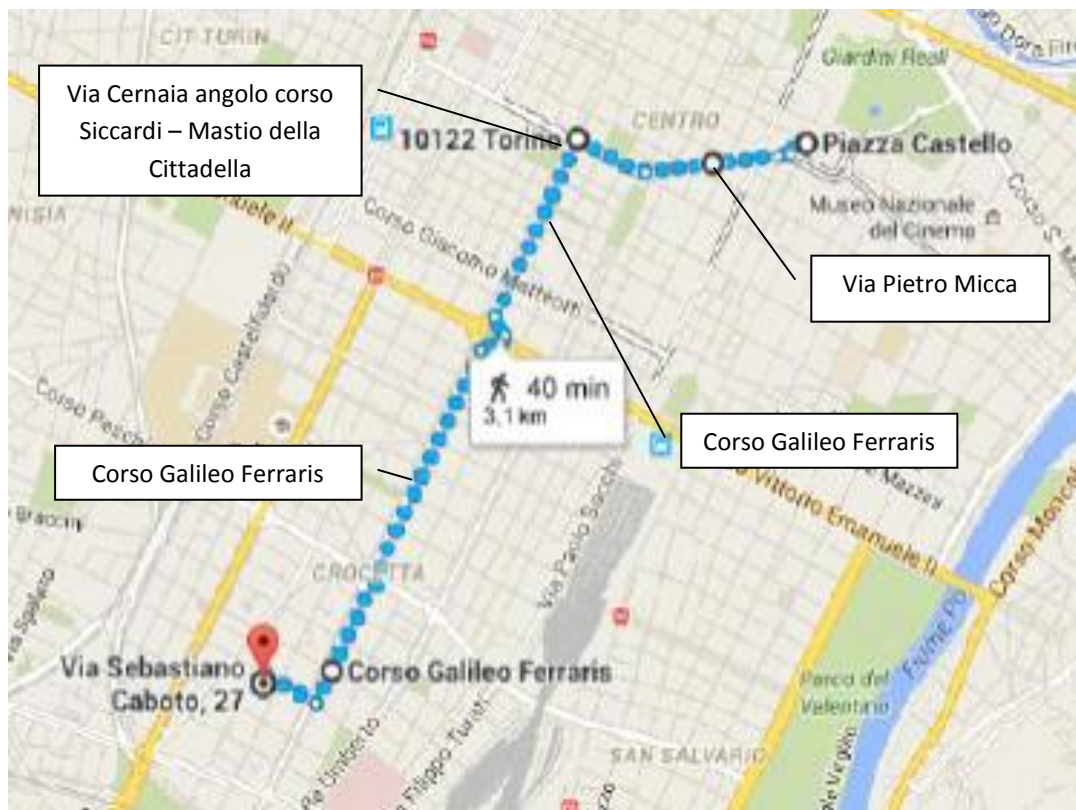 CIT TURIN
Giardini Reali
Via Cernaia angolo corso
Siccardi – Mastio della
Cittadella
10122 Torino
CENTRO
Piazza Castello
Museo Nazionale
del Cinema
Corso Giacomo Matteotti
Via Pietro Micca
40 min
3,1 km
Corso Galileo Ferraris
Corso Galileo Ferraris
Vittorio Emanuele II
Via Paolo Sacchi
CROCETTA
Fiume Po
Via Sebastiano
Caboto, 27
Corso Galileo Ferraris
Parco del
Valentino
SAN SALVARIO